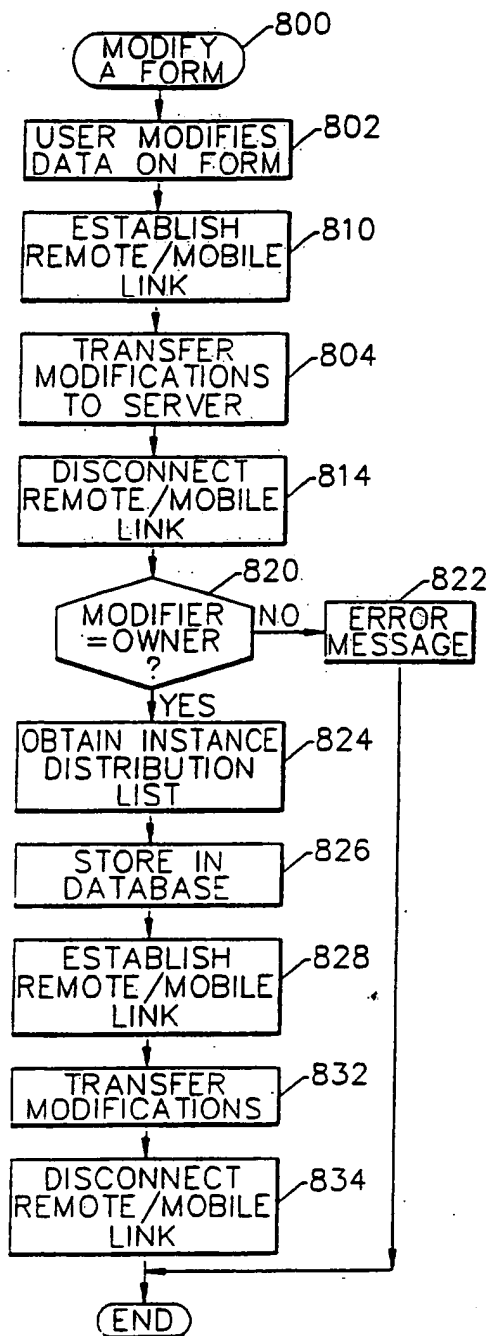 MODIFY
A FORM
800
USER MODIFIES
DATA ON FORM
802
ESTABLISH
REMOTE/MOBILE
LINK
810
TRANSFER
MODIFICATIONS
TO SERVER
804
DISCONNECT
REMOTE/MOBILE
LINK
814
MODIFIER
=OWNER
?
820
NO
ERROR
MESSAGE
822
YES
OBTAIN INSTANCE
DISTRIBUTION
LIST
824
STORE IN
DATABASE
826
ESTABLISH
REMOTE/MOBILE
LINK
828
TRANSFER
MODIFICATIONS
832
DISCONNECT
REMOTE/MOBILE
LINK
834
END